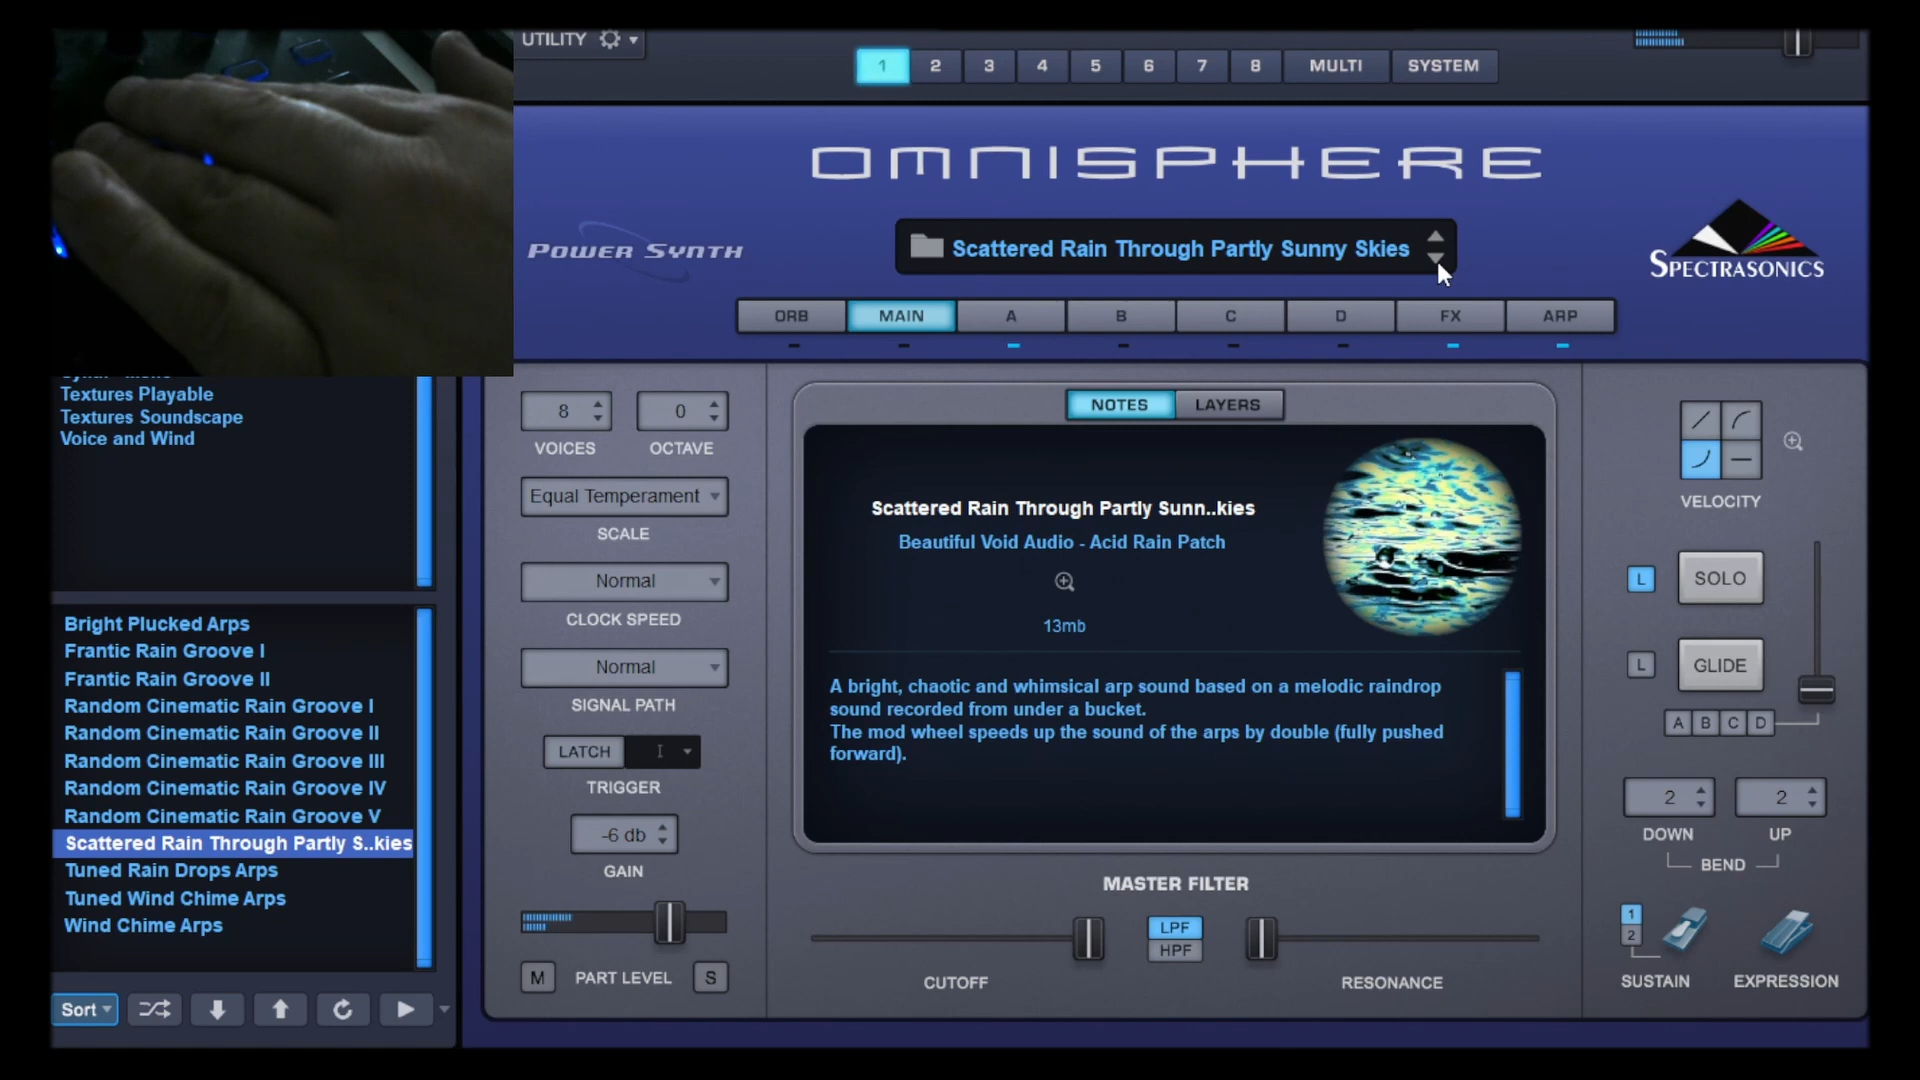 UTILITY
1 2 3 4 5 6 7 8 MULTI SYSTEM
OMNISPHERE
POWER SYNTH
Scattered Rain Through Partly Sunny Skies
SPECTRASONICS
ORB MAIN A B C D FX ARP
Textures Playable
Textures Soundscape
Voice and Wind
Bright Plucked Arps
Frantic Rain Groove I
Frantic Rain Groove II
Random Cinematic Rain Groove I
Random Cinematic Rain Groove II
Random Cinematic Rain Groove III
Random Cinematic Rain Groove IV
Random Cinematic Rain Groove V
Scattered Rain Through Partly S..kies
Tuned Rain Drops Arps
Tuned Wind Chime Arps
Wind Chime Arps
Sort
8 0
VOICES OCTAVE
Equal Temperament
SCALE
Normal
CLOCK SPEED
Normal
SIGNAL PATH
LATCH
TRIGGER
-6 db
GAIN
M PART LEVEL S
NOTES LAYERS
Scattered Rain Through Partly Sunn..kies
Beautiful Void Audio - Acid Rain Patch
13mb
A bright, chaotic and whimsical arp sound based on a melodic raindrop
sound recorded from under a bucket.
The mod wheel speeds up the sound of the arps by double (fully pushed
forward).
MASTER FILTER
LPF
HPF
CUTOFF RESONANCE
VELOCITY
L SOLO
L GLIDE
A B C D
2 2
DOWN UP
BEND
1
2
SUSTAIN EXPRESSION